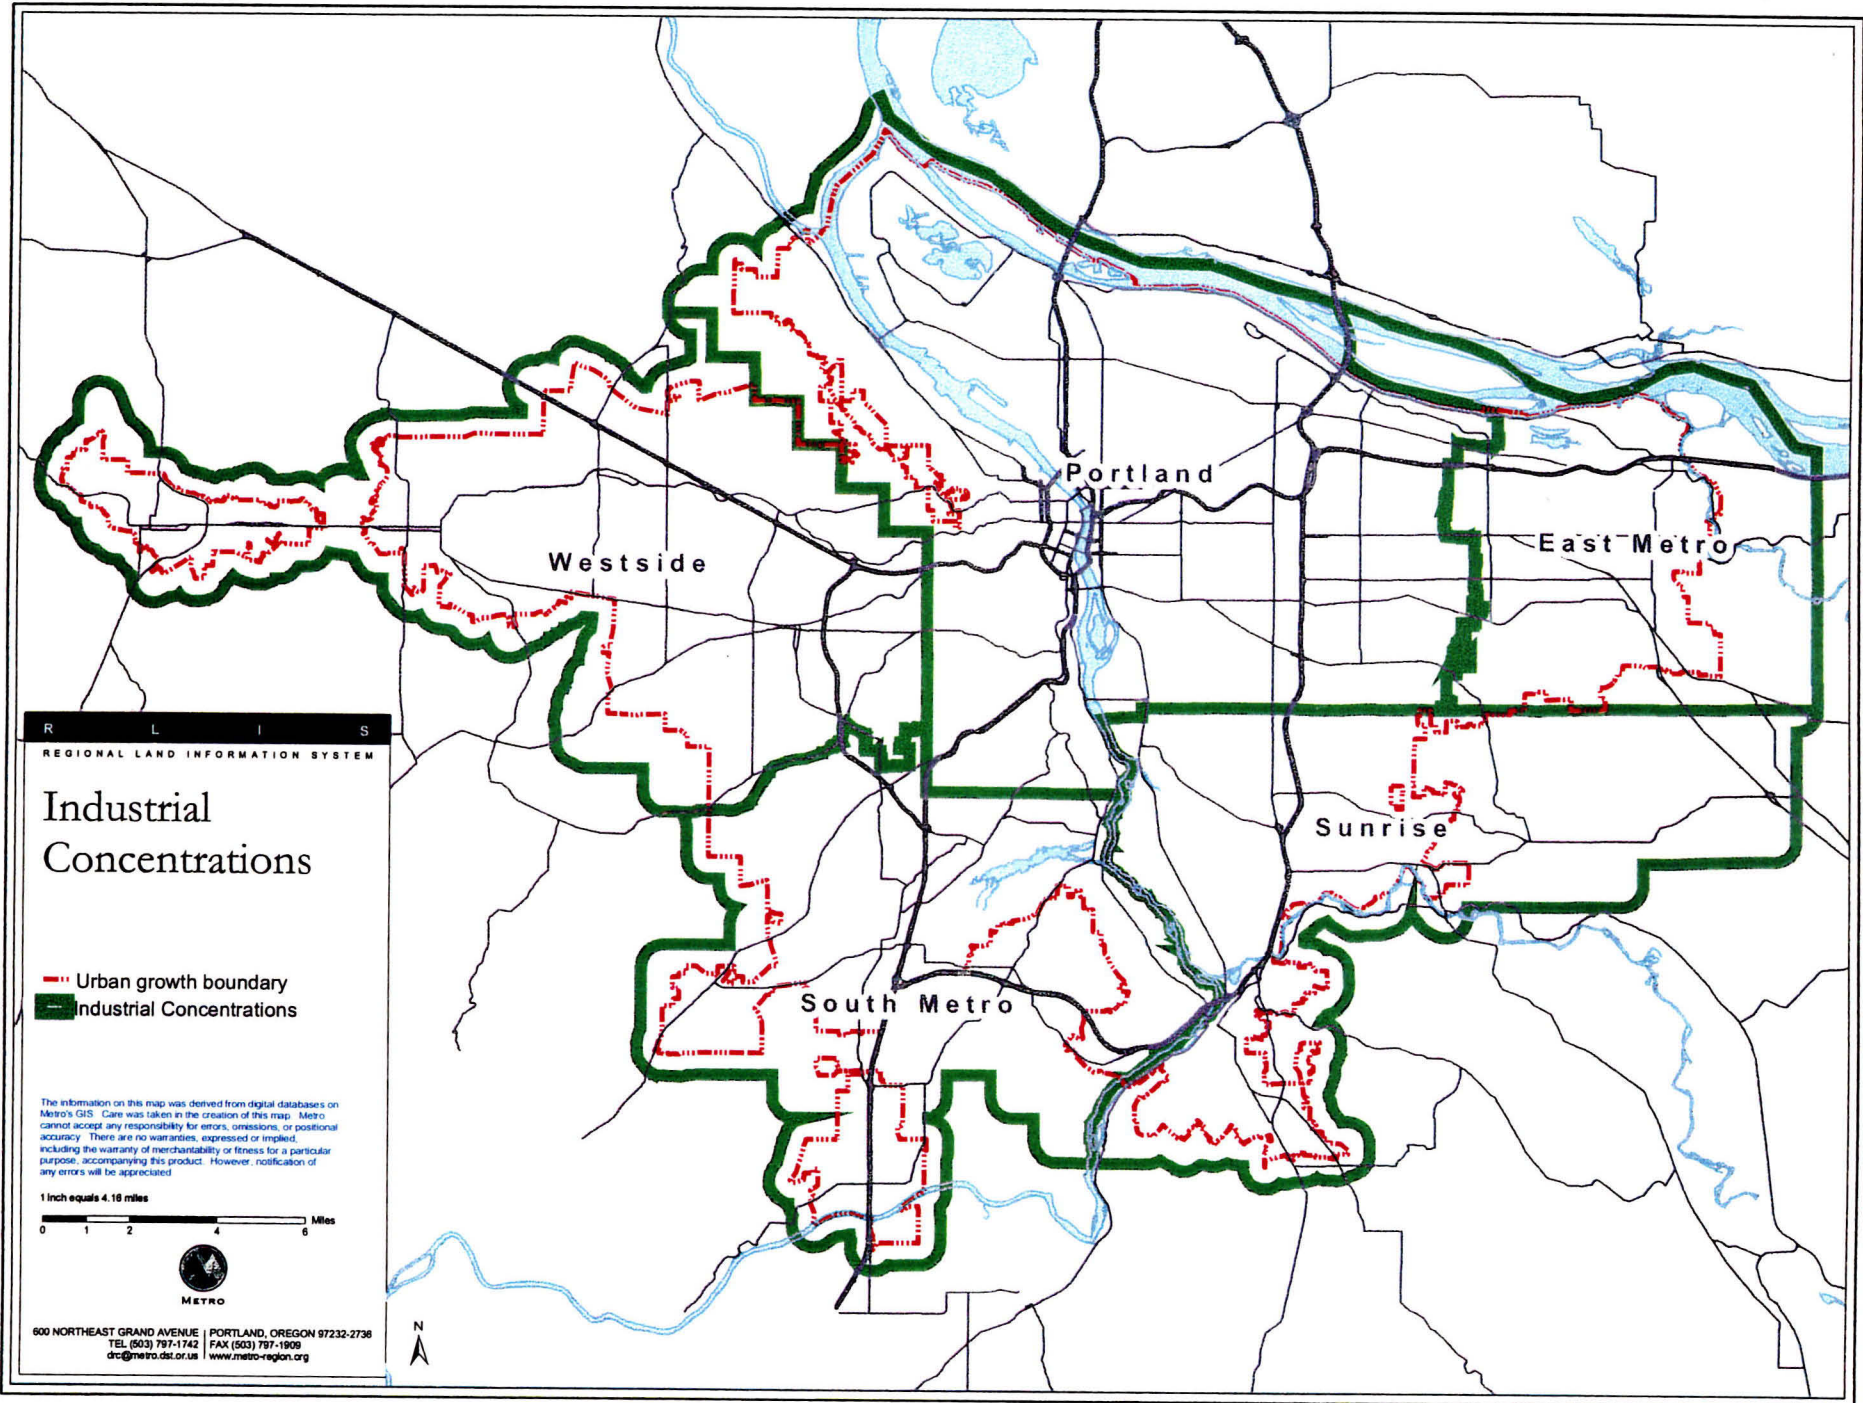 Portland
Westside
East Metro
Sunrise
South Metro
R L I S
REGIONAL LAND INFORMATION SYSTEM
Industrial
Concentrations
Urban growth boundary
Industrial Concentrations
The information on this map was derived from digital databases on
Metro's GIS. Care was taken in the creation of this map. Metro
cannot accept any responsibility for errors, omissions, or positional
accuracy. There are no warranties, expressed or implied,
including the warranty of merchantability or fitness for a particular
purpose, accompanying this product. However, notification of
any errors will be appreciated.
1 inch equals 4.16 miles
Miles
0 1 2 4 6
METRO
600 NORTHEAST GRAND AVENUE | PORTLAND, OREGON 97232-2736
TEL (503) 797-1742 | FAX (503) 797-1909
drc@metro.dst.or.us | www.metro-region.org
N